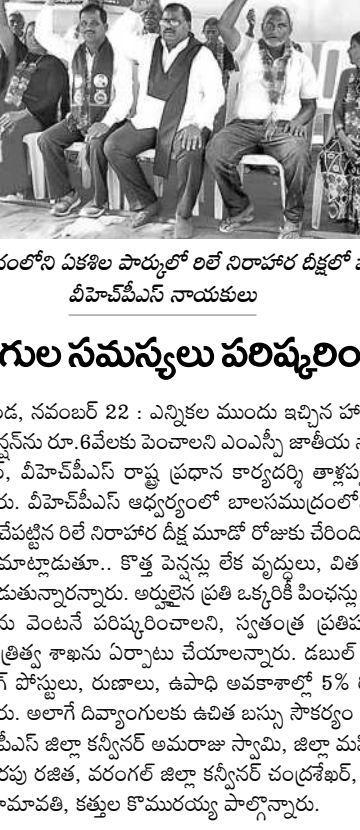 లోని ఏకశిల పార్కులో రిలే నిరాహార దీక్షలో
వీహెచ్‌పీఎస్ నాయకులు
గుల సమస్యలు పరిష్కరిం
డ, నవంబర్ 22 : ఎన్నికల ముందు ఇచ్చిన హా
న్షన్‌ను రూ.6వేలకు పెంచాలని ఎంఎస్పీ జాతీయ
వీహెచ్‌పీఎస్ రాష్ట్ర ప్రధాన కార్యదర్శి తాళ్లప
రు. వీహెచ్‌పీఎస్ ఆధ్వర్యంలో బాలసముద్రంలో
చేపట్టిన రిలే నిరాహార దీక్ష మూడో రోజుకు చేరింది
మాట్లాడుతూ.. కొత్త పెన్షన్లు లేక వృద్ధులు, విత
డుతున్నారన్నారు. అర్హులైన ప్రతి ఒక్కరికీ పింఛన్లు
ను వెంటనే పరిష్కరించాలని, స్వతంత్ర ప్రతిప
త్రిత్వ శాఖను ఏర్పాటు చేయాలన్నారు. డబుల్
గ్ పోస్టులు, రుణాలు, ఉపాధి అవకాశాల్లో 5%
రు. అలాగే దివ్యాంగులకు ఉచిత బస్సు సౌకర్యం
పీఎస్ జిల్లా కన్వీనర్ అమరాజు స్వామి, జిల్లా మ
రపు రజిత, వరంగల్ జిల్లా కన్వీనర్ చంద్రశేఖర్,
ామావతి, కత్తుల కొమురయ్య పాల్గొన్నారు.